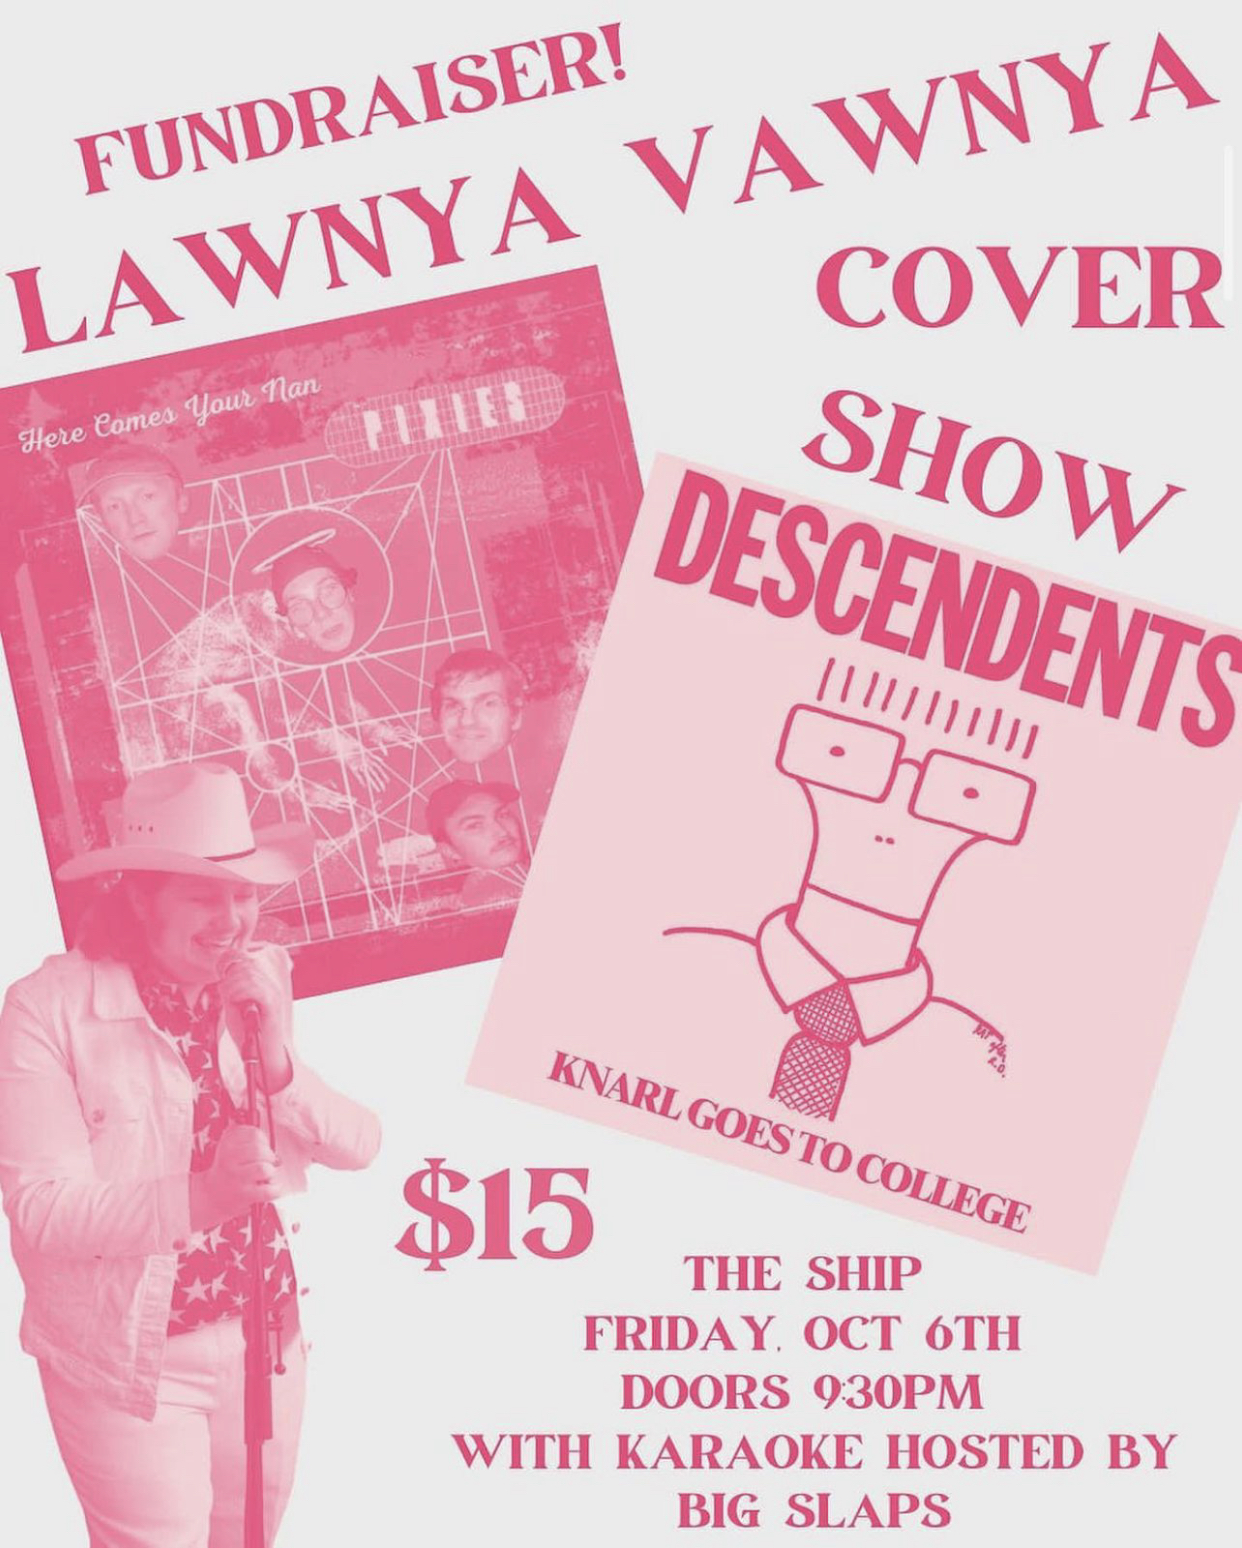 FUNDRAISER!
LAWNYA VAWNYA
COVER
SHOW
Here Comes Your Nan
PIXIES
DESCENDENTS
KNARL GOES TO COLLEGE
$15
THE SHIP
FRIDAY, OCT 6TH
DOORS 9:30PM
WITH KARAOKE HOSTED BY
BIG SLAPS